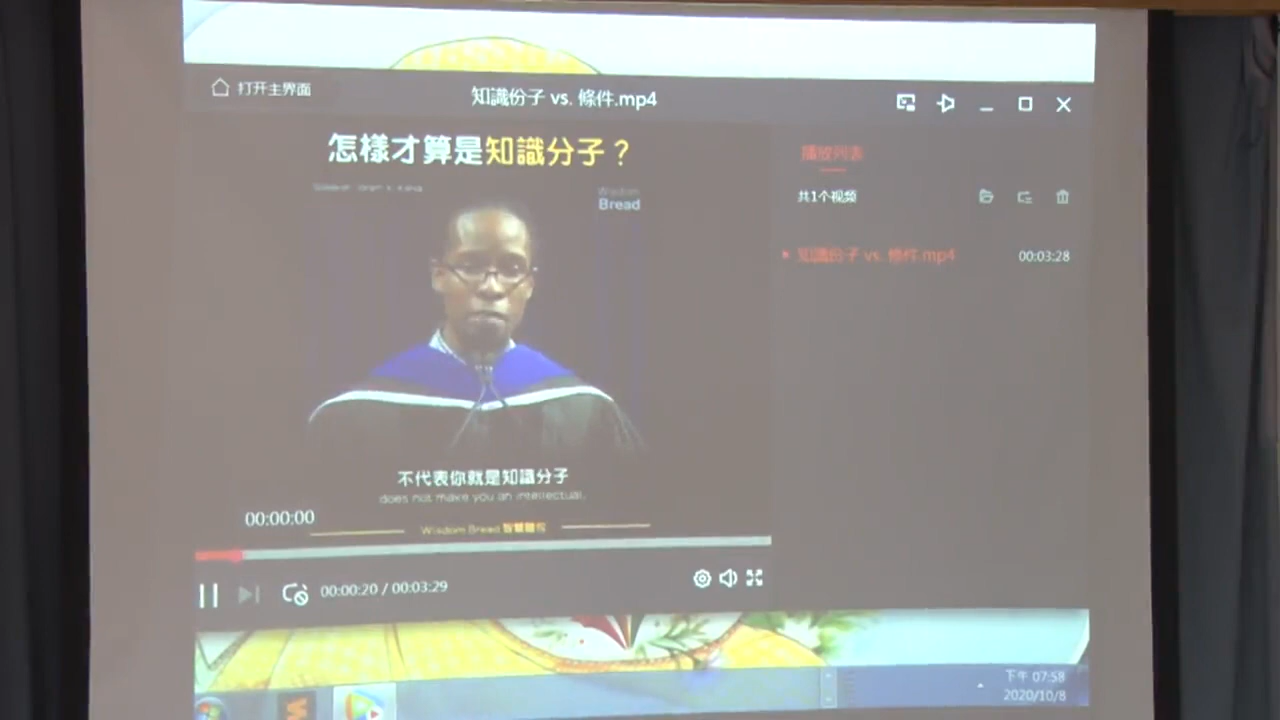 打开主界面
知識份子 vs. 條件.mp4
怎樣才算是知識分子？
Wisdom
Bread
播放列表
共1个视频
知識份子 vs. 條件.mp4
00:03:28
不代表你就是知識分子
does not make you an intellectual.
00:00:00
Wisdom Bread 智慧麵包
00:00:20 / 00:03:29
下午 07:58
2020/10/8